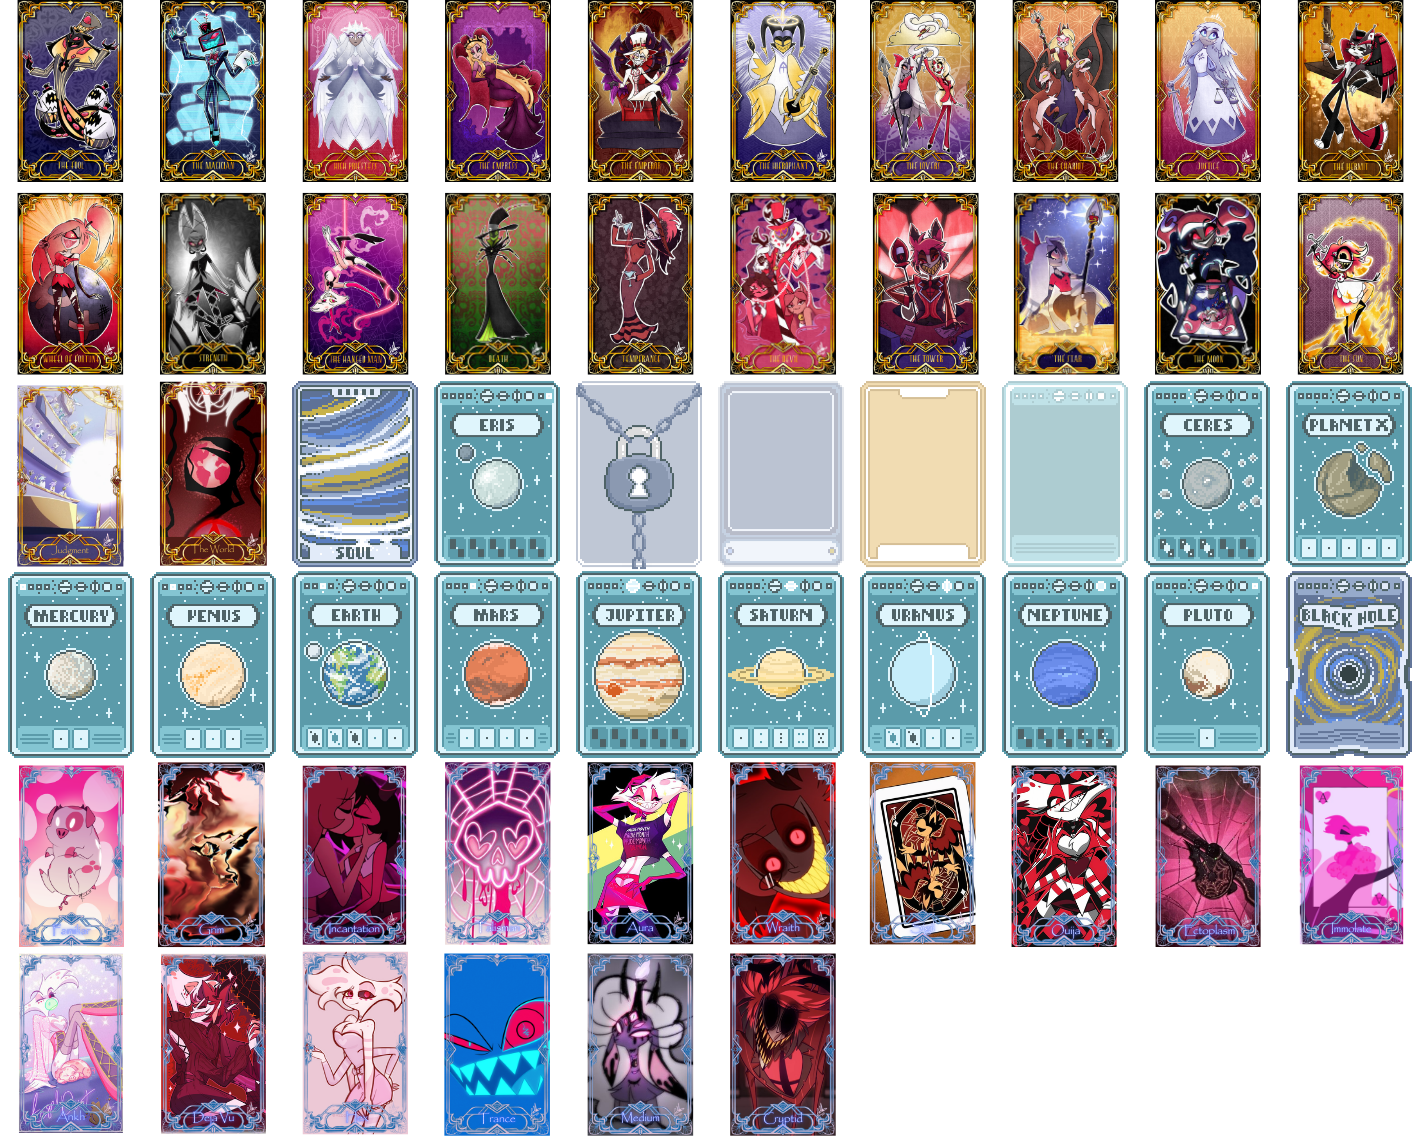 THE FOOL
THE MAGICIAN
HIGH PRIESTESS
THE EMPRESS
THE EMPEROR
THE HIEROPHANT
THE LOVERS
THE CHARIOT
JUSTICE
THE HERMIT
WHEEL OF FORTUNE
STRENGTH
THE HANGED MAN
DEATH
TEMPERANCE
THE DEVIL
THE TOWER
THE STAR
THE MOON
THE SUN
Judgment
The World
SOUL
ERIS
CERES
PLANET X
MERCURY
VENUS
EARTH
MARS
JUPITER
SATURN
URANUS
NEPTUNE
PLUTO
BLACK HOLE
Familiar
Grim
Incantation
Aura
Wraith
Ouija
Ectoplasm
Immolate
A
Ankh
Deja Vu
Trance
Medium
Cryptid